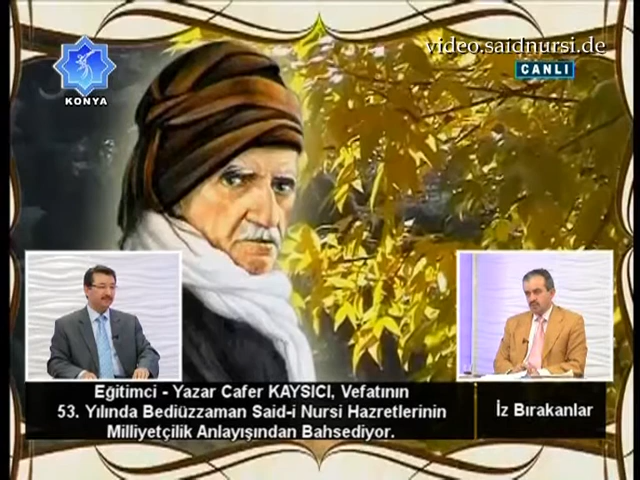 video.saidnursi.de
CANLI
KONYA
Eğitimci - Yazar Cafer KAYSICI, Vefatının
53. Yılında Bediüzzaman Said-i Nursi Hazretlerinin
Milliyetçilik Anlayışından Bahsediyor.
İz Bırakanlar